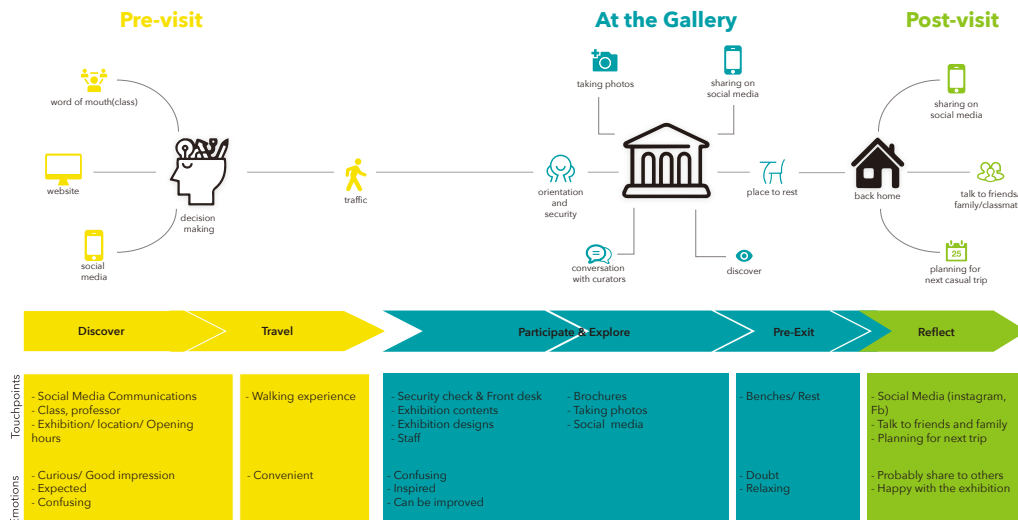 Pre-visit
At the Gallery
Post-visit
word of mouth(class)
website
social
media
decision
making
traffic
taking photos
sharing on
social media
orientation
and
security
place to rest
conversation
with curators
discover
back home
sharing on
social media
talk to friends
family/classmat
25
planning for
next casual trip
Discover
Travel
Participate & Explore
Pre-Exit
Reflect
Touchpoints
- Social Media Communications
- Class, professor
- Exhibition/ location/ Opening
hours
- Walking experience
- Security check & Front desk
- Exhibition contents
- Exhibition designs
- Staff
- Brochures
- Taking photos
- Social media
- Benches/ Rest
- Social Media (instagram,
Fb)
- Talk to friends and family
- Planning for next trip
Emotions
- Curious/ Good impression
- Expected
- Confusing
- Convenient
- Confusing
- Inspired
- Can be improved
- Doubt
- Relaxing
- Probably share to others
- Happy with the exhibition